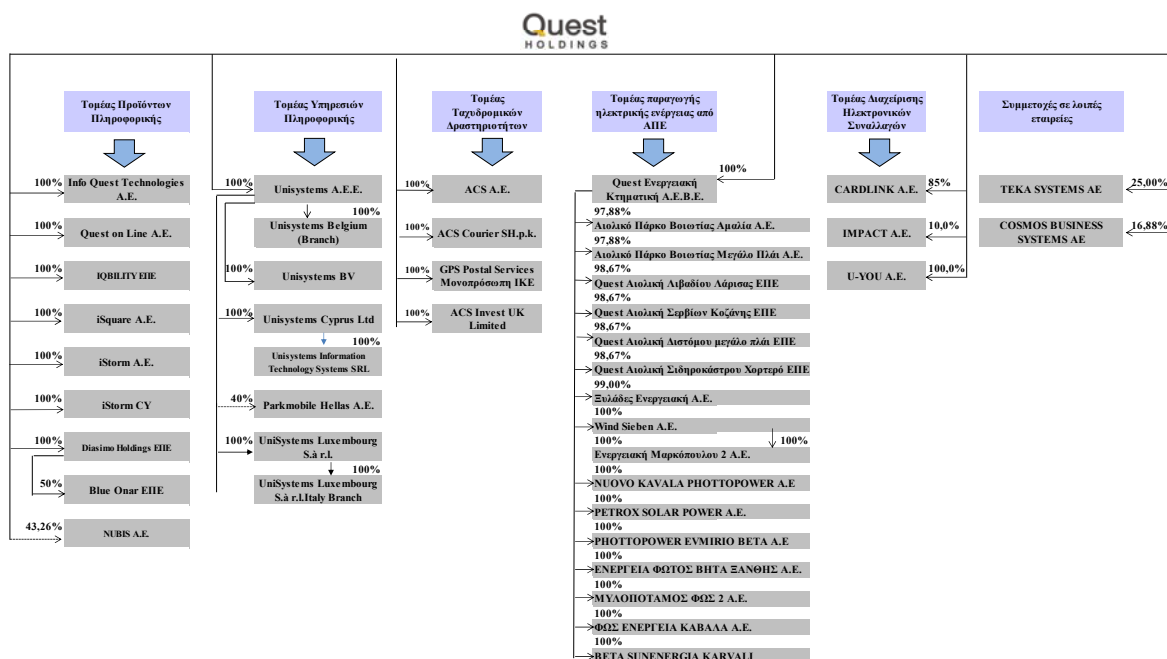 Quest
HOLDINGS
Τομέας Προϊόντων
Πληροφορικής
100%
Info Quest Technologies
Α.Ε.
100%
Quest on Line Α.Ε.
100%
IQBILITY ΕΠΕ
100%
iSquare Α.Ε.
100%
iStorm Α.Ε.
100%
iStorm CY
100%
Diasimo Holdings ΕΠΕ
50%
Blue Onar ΕΠΕ
43,26%
NUBIS Α.Ε.
Τομέας Υπηρεσιών
Πληροφορικής
100%
Unisystems Α.Ε.Ε.
100%
Unisystems Belgium
(Branch)
100%
Unisystems BV
100%
Unisystems Cyprus Ltd
100%
Unisystems Information
Technology Systems SRL
40%
Parkmobile Hellas Α.Ε.
100%
UniSystems Luxembourg
S.à r.l.
100%
UniSystems Luxembourg
S.à r.l.Italy Branch
Τομέας
Ταχυδρομικών
Δραστηριοτήτων
100%
ACS Α.Ε.
100%
ACS Courier SH.p.k.
100%
GPS Postal Services
Μονοπρόσωπη ΙΚΕ
100%
ACS Invest UK
Limited
Τομέας παραγωγής
ηλεκτρικής ενέργειας από
ΑΠΕ
100%
Quest Ενεργειακή
Κτηματική Α.Ε.Β.Ε.
97,88%
Αιολικό Πάρκο Βοιωτίας Αμαλία Α.Ε.
97,88%
Αιολικό Πάρκο Βοιωτίας Μεγάλο Πλάι Α.Ε.
98,67%
Quest Αιολική Λιβαδίου Λάρισας ΕΠΕ
98,67%
Quest Αιολική Σερβίων Κοζάνης ΕΠΕ
98,67%
Quest Αιολική Διστόμου μεγάλο πλάι ΕΠΕ
98,67%
Quest Αιολική Σιδηροκάστρου Χορτερό ΕΠΕ
99,00%
Ξυλάδες Ενεργειακή Α.Ε.
100%
Wind Sieben Α.Ε.
100%
100%
Ενεργειακή Μαρκόπουλου 2 Α.Ε.
100%
NUOVO KAVALA PHOTTOPOWER Α.Ε
100%
PETROX SOLAR POWER Α.Ε.
100%
PHOTTOPOWER EVMIRIO BETA Α.Ε
100%
ΕΝΕΡΓΕΙΑ ΦΩΤΟΣ ΒΗΤΑ ΞΑΝΘΗΣ Α.Ε.
100%
ΜΥΛΟΠΟΤΑΜΟΣ ΦΩΣ 2 Α.Ε.
100%
ΦΩΣ ΕΝΕΡΓΕΙΑ ΚΑΒΑΛΑ Α.Ε.
100%
BETA SUNENERGIA KARVALI
Τομέας Διαχείρισης
Ηλεκτρονικών
Συναλλαγών
CARDLINK Α.Ε.
85%
IMPACT Α.Ε.
10,0%
U-YOU Α.Ε.
100,0%
Συμμετοχές σε λοιπές
εταιρείες
TEKA SYSTEMS ΑΕ
25,00%
COSMOS BUSINESS
SYSTEMS ΑΕ
16,88%